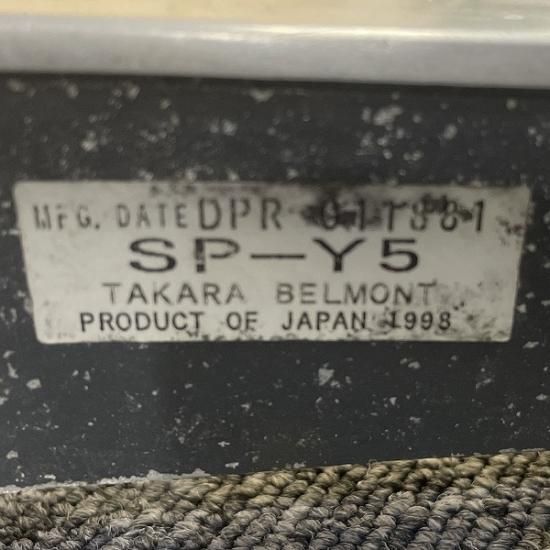 MFG. DATE DPR
SP-Y5
TAKARA BELMONT
PRODUCT OF JAPAN 1998